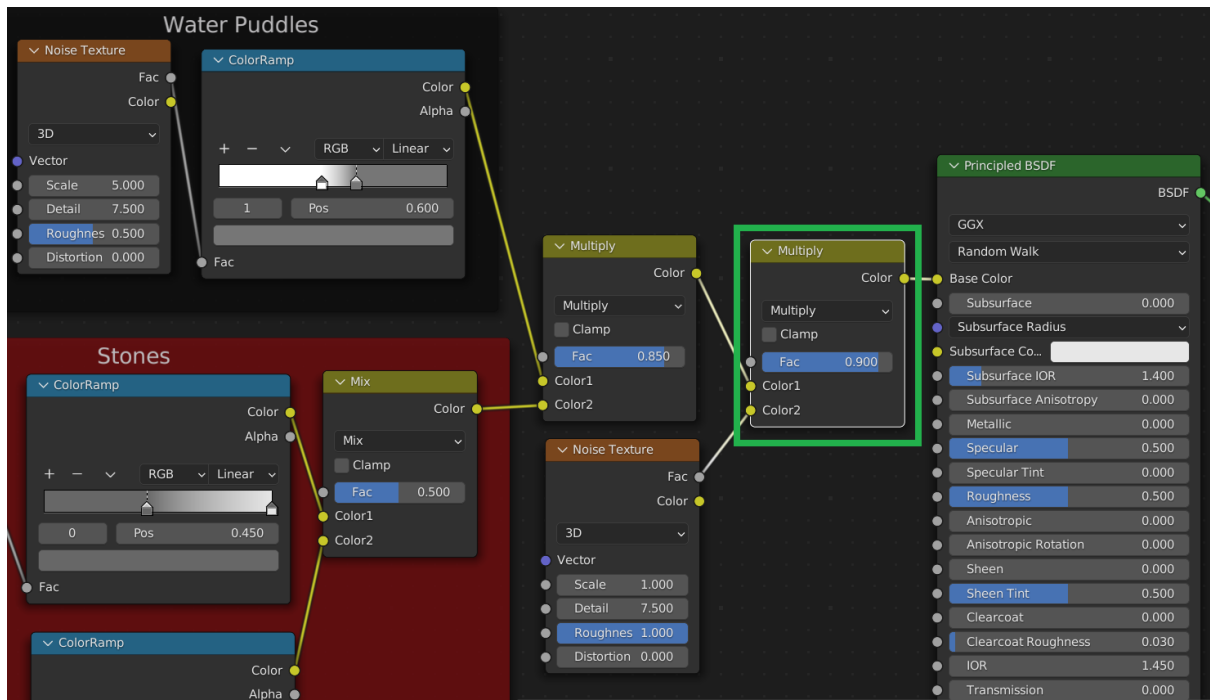 Water Puddles
Noise Texture
Fac
Color
3D
Vector
Scale 5.000
Detail 7.500
Roughnes 0.500
Distortion 0.000
ColorRamp
Color
Alpha
+ − RGB Linear
1 Pos 0.600
Fac
Stones
ColorRamp
Color
Alpha
+ − RGB Linear
0 Pos 0.450
Fac
ColorRamp
Color
Alpha
Mix
Color
Mix
Clamp
Fac 0.500
Color1
Color2
Multiply
Color
Multiply
Clamp
Fac 0.850
Color1
Color2
Noise Texture
Fac
Color
3D
Vector
Scale 1.000
Detail 7.500
Roughnes 1.000
Distortion 0.000
Multiply
Color
Multiply
Clamp
Fac 0.900
Color1
Color2
Principled BSDF
BSDF
GGX
Random Walk
Base Color
Subsurface 0.000
Subsurface Radius
Subsurface Co...
Subsurface IOR 1.400
Subsurface Anisotropy 0.000
Metallic 0.000
Specular 0.500
Specular Tint 0.000
Roughness 0.500
Anisotropic 0.000
Anisotropic Rotation 0.000
Sheen 0.000
Sheen Tint 0.500
Clearcoat 0.000
Clearcoat Roughness 0.030
IOR 1.450
Transmission 0.000